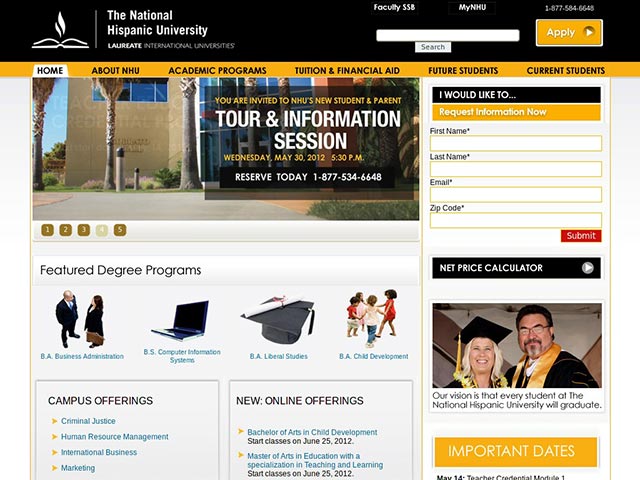 The National
Hispanic University
LAUREATE INTERNATIONAL UNIVERSITIES
Faculty SSB
MyNHU
1-877-584-6648
Search
Apply
HOME
ABOUT NHU
ACADEMIC PROGRAMS
TUITION & FINANCIAL AID
FUTURE STUDENTS
CURRENT STUDENTS
YOU ARE INVITED TO NHU'S NEW STUDENT & PARENT
TOUR & INFORMATION
SESSION
WEDNESDAY, MAY 30, 2012 5:30 P.M.
RESERVE TODAY 1-877-534-6648
1 2 3 4 5
I WOULD LIKE TO...
Request Information Now
First Name*
Last Name*
Email*
Zip Code*
Submit
NET PRICE CALCULATOR
Featured Degree Programs
B.A. Business Administration
B.S. Computer Information
Systems
B.A. Liberal Studies
B.A. Child Development
Our vision is that every student at The
National Hispanic University will graduate.
CAMPUS OFFERINGS
Criminal Justice
Human Resource Management
International Business
Marketing
NEW: ONLINE OFFERINGS
Bachelor of Arts in Child Development
Start classes on June 25, 2012.
Master of Arts in Education with a
specialization in Teaching and Learning
Start classes on June 25, 2012.
IMPORTANT DATES
May 14: Teacher Credential Module 1